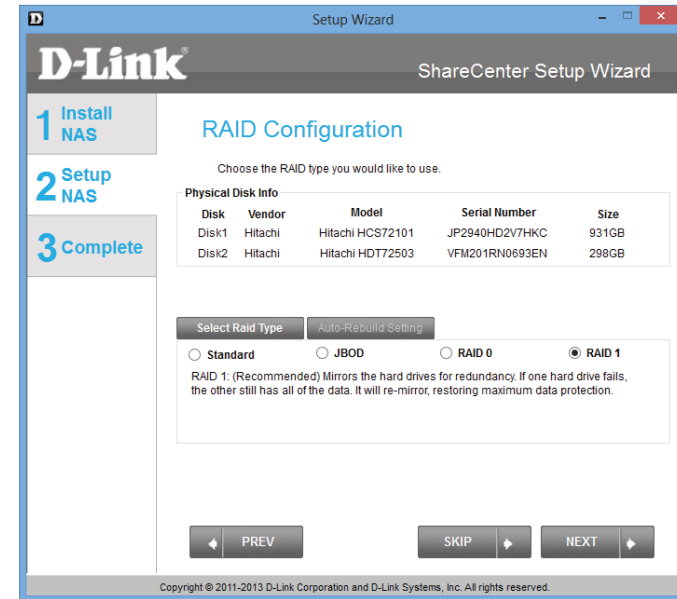 D
Setup Wizard
D-Link®
ShareCenter Setup Wizard
1 Install
NAS
2 Setup
NAS
3 Complete
RAID Configuration
Choose the RAID type you would like to use.
Physical Disk Info
Disk Vendor Model Serial Number Size
Disk1 Hitachi Hitachi HCS72101 JP2940HD2V7HKC 931GB
Disk2 Hitachi Hitachi HDT72503 VFM201RN0693EN 298GB
Select Raid Type Auto-Rebuild Setting
Standard JBOD RAID 0 RAID 1
RAID 1: (Recommended) Mirrors the hard drives for redundancy. If one hard drive fails,
the other still has all of the data. It will re-mirror, restoring maximum data protection.
PREV SKIP NEXT
Copyright © 2011-2013 D-Link Corporation and D-Link Systems, Inc. All rights reserved.